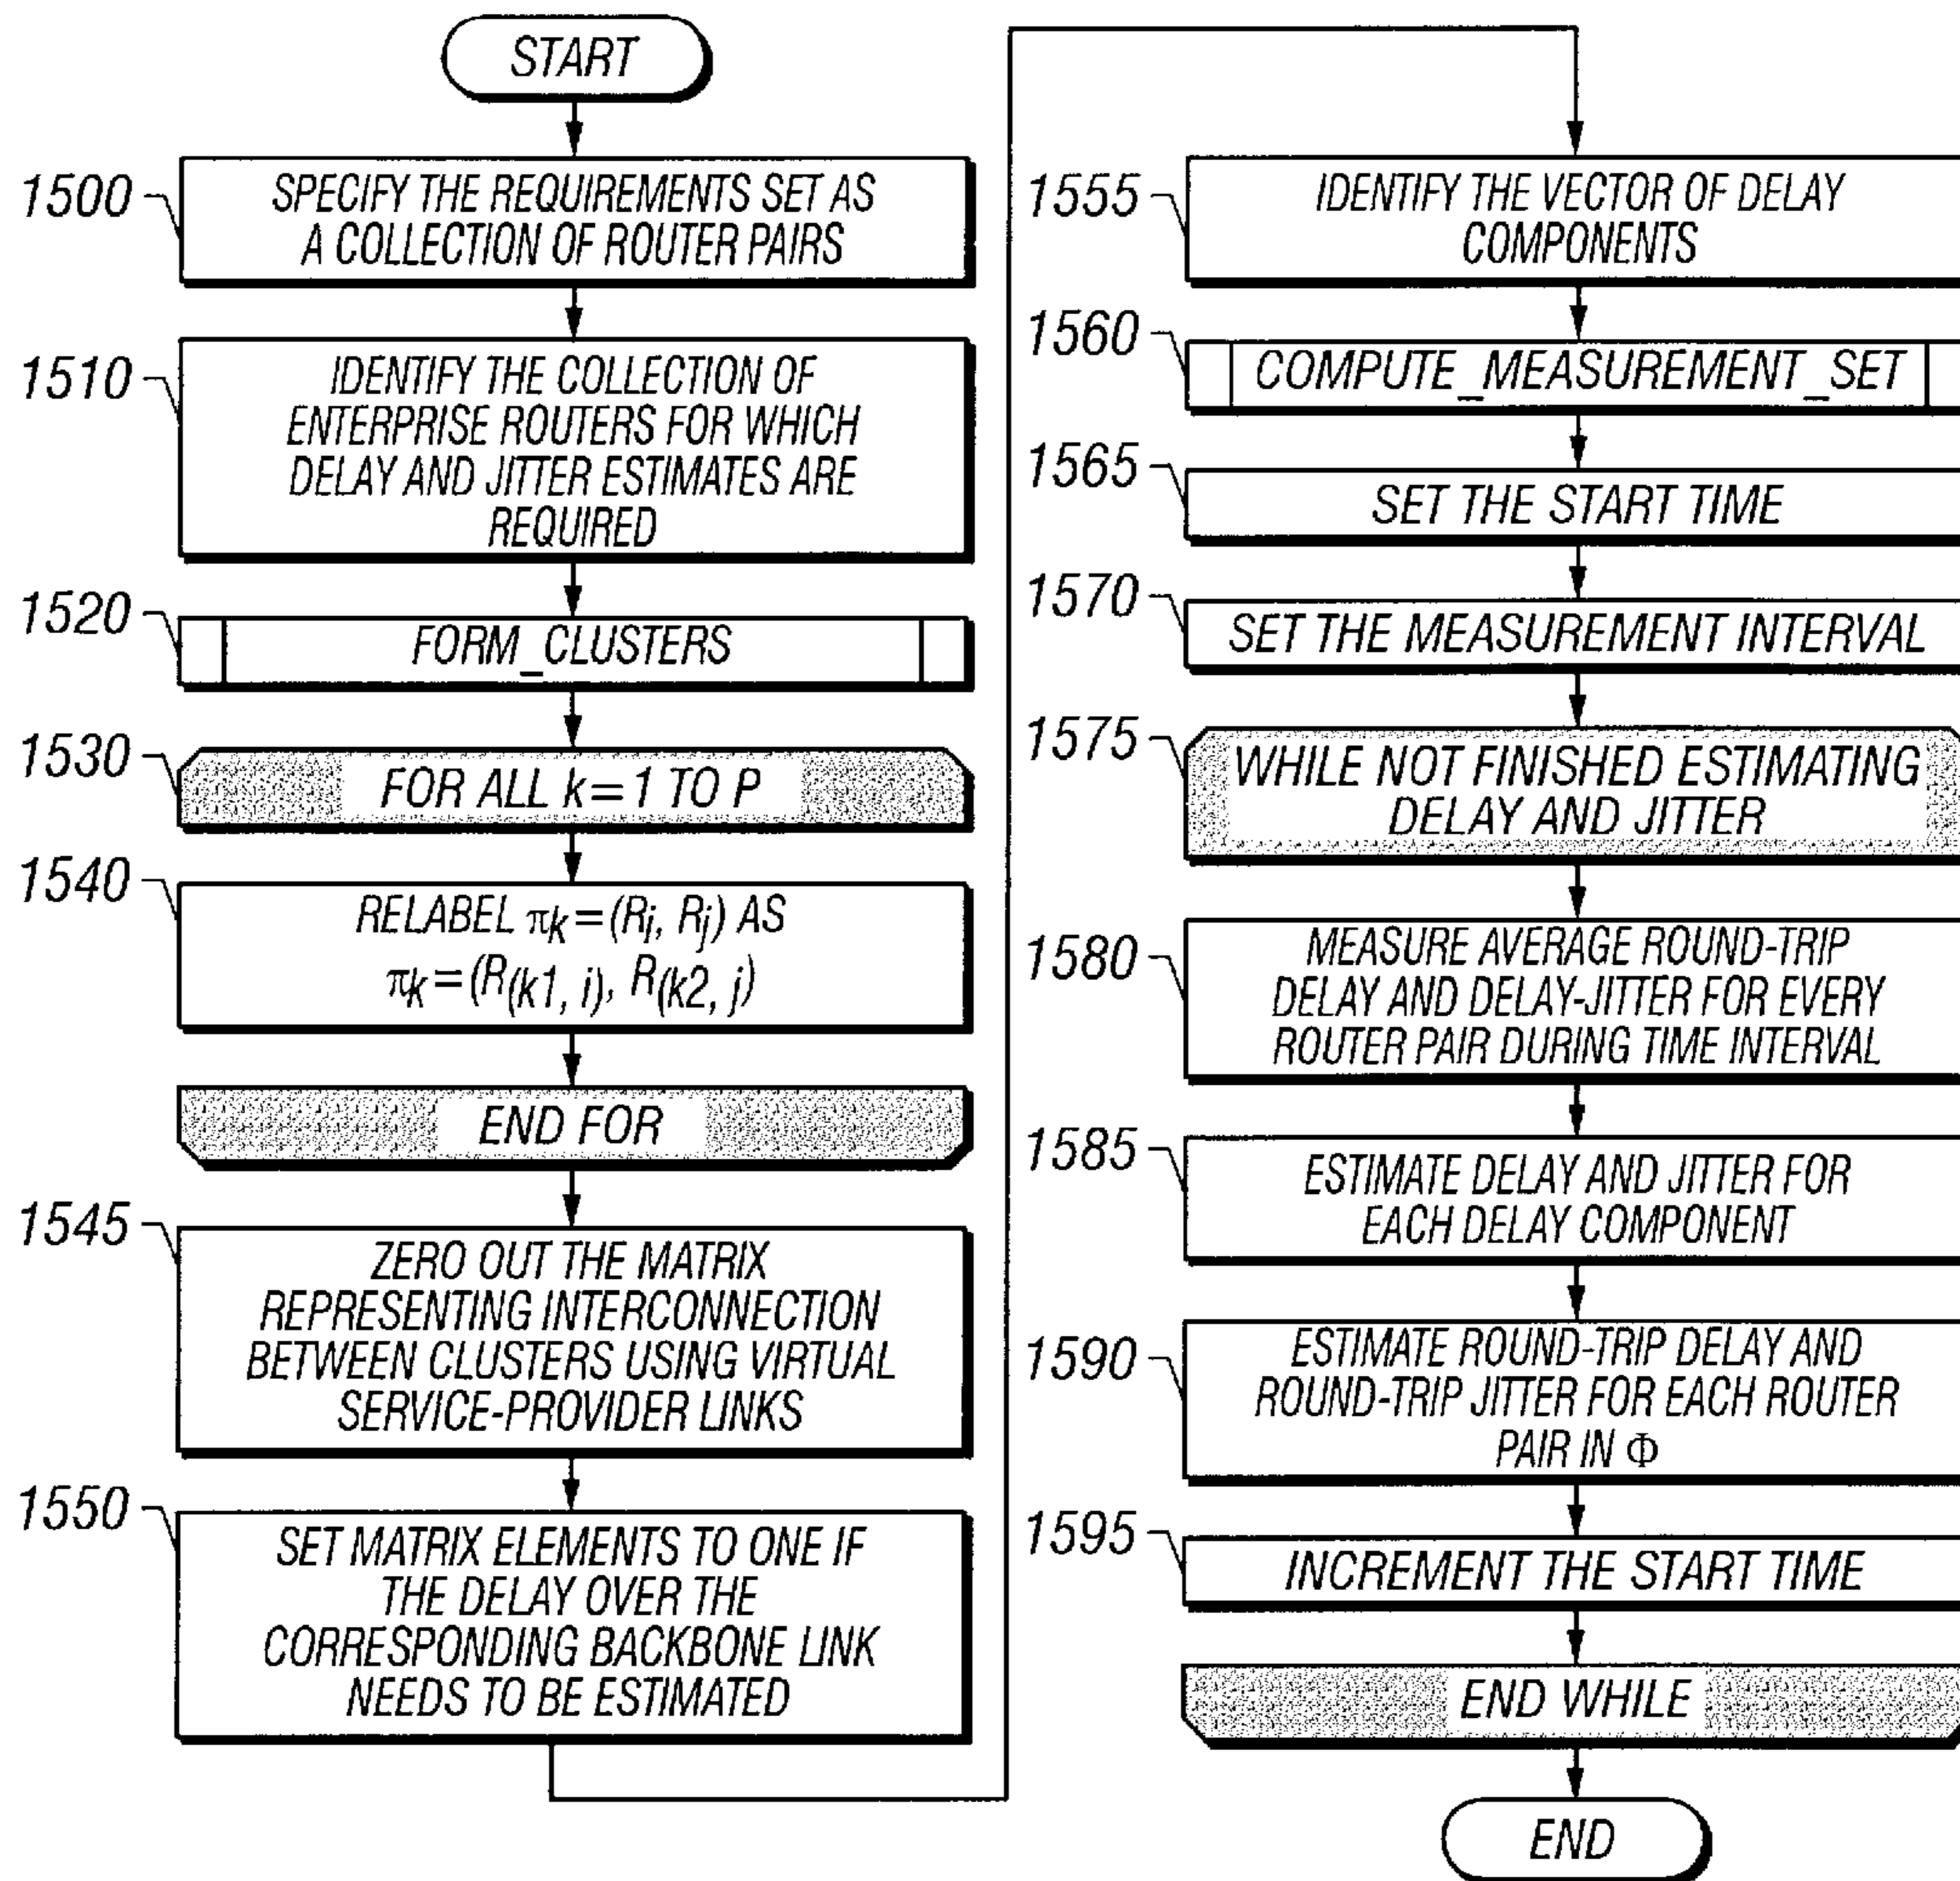 START
1500
SPECIFY THE REQUIREMENTS SET AS
A COLLECTION OF ROUTER PAIRS
1510
IDENTIFY THE COLLECTION OF
ENTERPRISE ROUTERS FOR WHICH
DELAY AND JITTER ESTIMATES ARE
REQUIRED
1520
FORM_CLUSTERS
1530
FOR ALL k=1 TO P
1540
RELABEL πk=(Ri, Rj) AS
πk=(R(k1, i), R(k2, j)
END FOR
1545
ZERO OUT THE MATRIX
REPRESENTING INTERCONNECTION
BETWEEN CLUSTERS USING VIRTUAL
SERVICE-PROVIDER LINKS
1550
SET MATRIX ELEMENTS TO ONE IF
THE DELAY OVER THE
CORRESPONDING BACKBONE LINK
NEEDS TO BE ESTIMATED
1555
IDENTIFY THE VECTOR OF DELAY
COMPONENTS
1560
COMPUTE_MEASUREMENT_SET
1565
SET THE START TIME
1570
SET THE MEASUREMENT INTERVAL
1575
WHILE NOT FINISHED ESTIMATING
DELAY AND JITTER
1580
MEASURE AVERAGE ROUND-TRIP
DELAY AND DELAY-JITTER FOR EVERY
ROUTER PAIR DURING TIME INTERVAL
1585
ESTIMATE DELAY AND JITTER FOR
EACH DELAY COMPONENT
1590
ESTIMATE ROUND-TRIP DELAY AND
ROUND-TRIP JITTER FOR EACH ROUTER
PAIR IN Φ
1595
INCREMENT THE START TIME
END WHILE
END